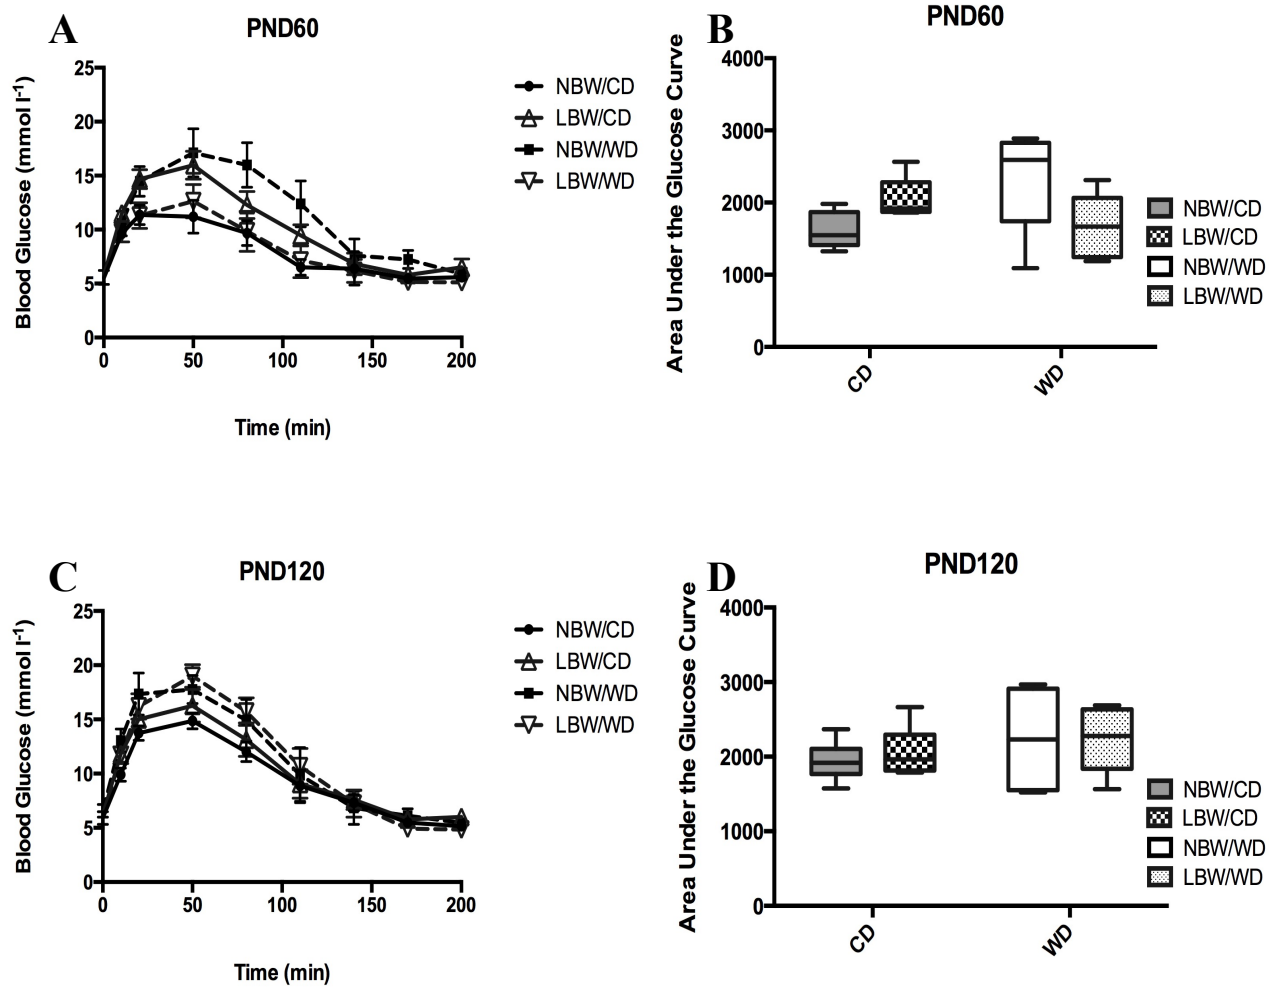 A
PND60
Blood Glucose (mmol l-1)
25
20
15
10
5
0
0 50 100 150 200
Time (min)
NBW/CD
LBW/CD
NBW/WD
LBW/WD
B
PND60
Area Under the Glucose Curve
4000
3000
2000
1000
0
CD WD
NBW/CD
LBW/CD
NBW/WD
LBW/WD
C
PND120
Blood Glucose (mmol l-1)
25
20
15
10
5
0
0 50 100 150 200
Time (min)
NBW/CD
LBW/CD
NBW/WD
LBW/WD
D
PND120
Area Under the Glucose Curve
4000
3000
2000
1000
0
CD WD
NBW/CD
LBW/CD
NBW/WD
LBW/WD